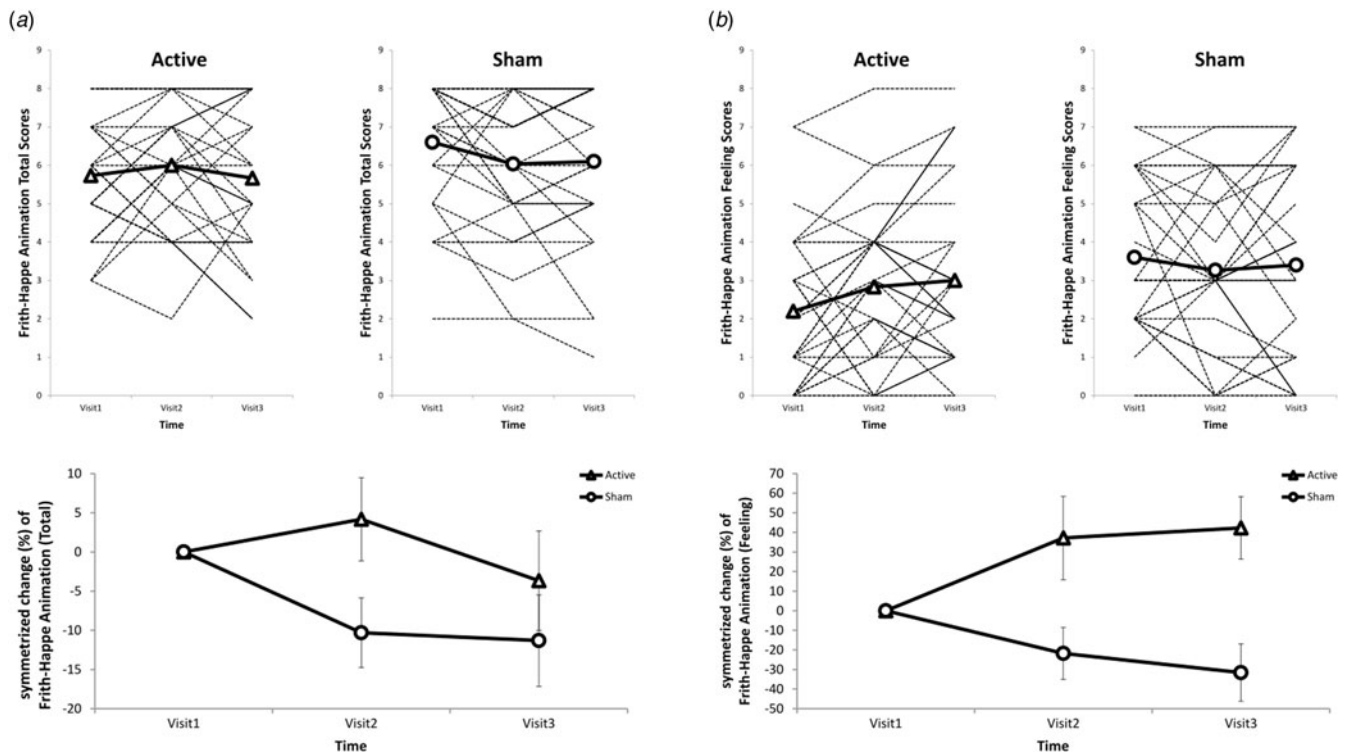 (a)
Active
Sham
Frith-Happe Animation Total Scores
9
8
7
6
5
4
3
2
1
0
Visit1 Visit2 Visit3
Time
Frith-Happe Animation Total Scores
9
8
7
6
5
4
3
2
1
0
Visit1 Visit2 Visit3
Time
symmetrized change (%) of
Frith-Happe Animation (Total)
10
5
0
-5
-10
-15
-20
Active
Sham
Visit1 Visit2 Visit3
Time
(b)
Active
Sham
Frith-Happe Animation Feeling Scores
9
8
7
6
5
4
3
2
1
0
Visit1 Visit2 Visit3
Time
Frith-Happe Animation Feeling Scores
9
8
7
6
5
4
3
2
1
0
Visit1 Visit2 Visit3
Time
symmetrized change (%) of
Frith-Happe Animation (Feeling)
70
60
50
40
30
20
10
0
-10
-20
-30
-40
-50
Active
Sham
Visit1 Visit2 Visit3
Time